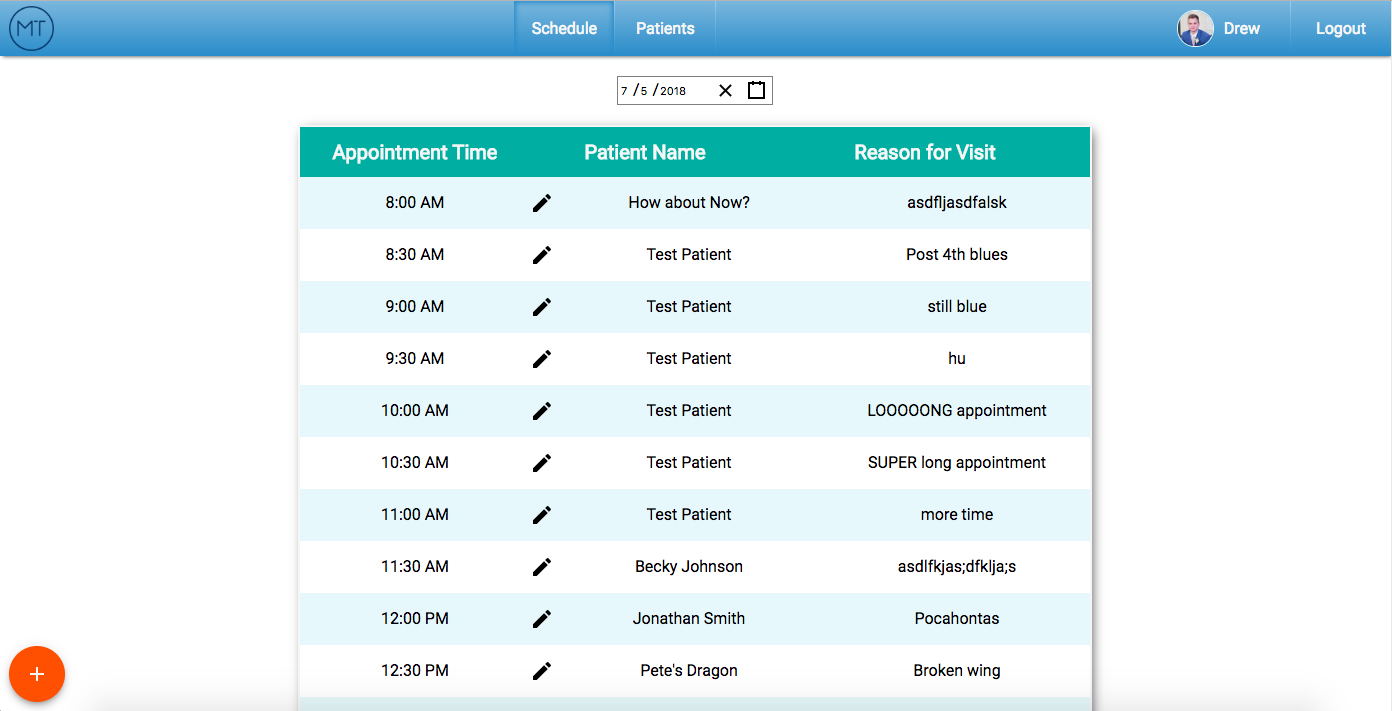 MT Schedule Patients Drew Logout
7 /5 /2018
Appointment Time Patient Name Reason for Visit
8:00 AM How about Now? asdfljasdfalsk
8:30 AM Test Patient Post 4th blues
9:00 AM Test Patient still blue
9:30 AM Test Patient hu
10:00 AM Test Patient LOOOOONG appointment
10:30 AM Test Patient SUPER long appointment
11:00 AM Test Patient more time
11:30 AM Becky Johnson asdlfkjas;dfklja;s
12:00 PM Jonathan Smith Pocahontas
12:30 PM Pete's Dragon Broken wing
+